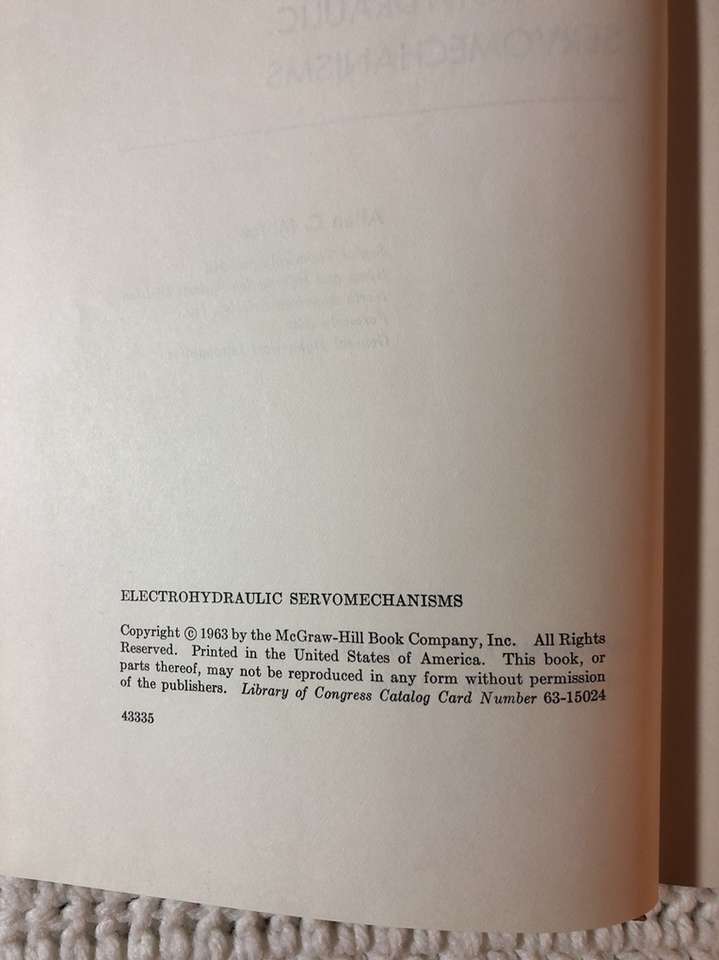 ELECTROHYDRAULIC SERVOMECHANISMS
Copyright © 1963 by the McGraw-Hill Book Company, Inc. All Rights
Reserved. Printed in the United States of America. This book, or
parts thereof, may not be reproduced in any form without permission
of the publishers. Library of Congress Catalog Card Number 63-15024
43335